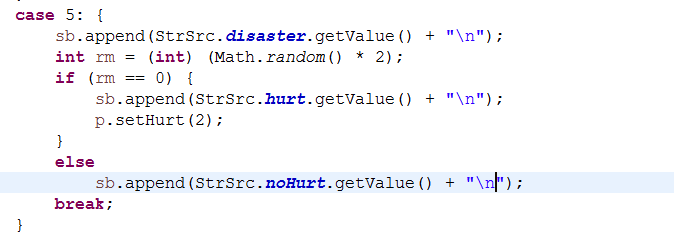 case 5: {
    sb.append(StrSrc.disaster.getValue() + "\n");
    int rm = (int) (Math.random() * 2);
    if (rm == 0) {
        sb.append(StrSrc.hurt.getValue() + "\n");
        p.setHurt(2);
    }
    else
        sb.append(StrSrc.noHurt.getValue() + "\n");
    break;
}